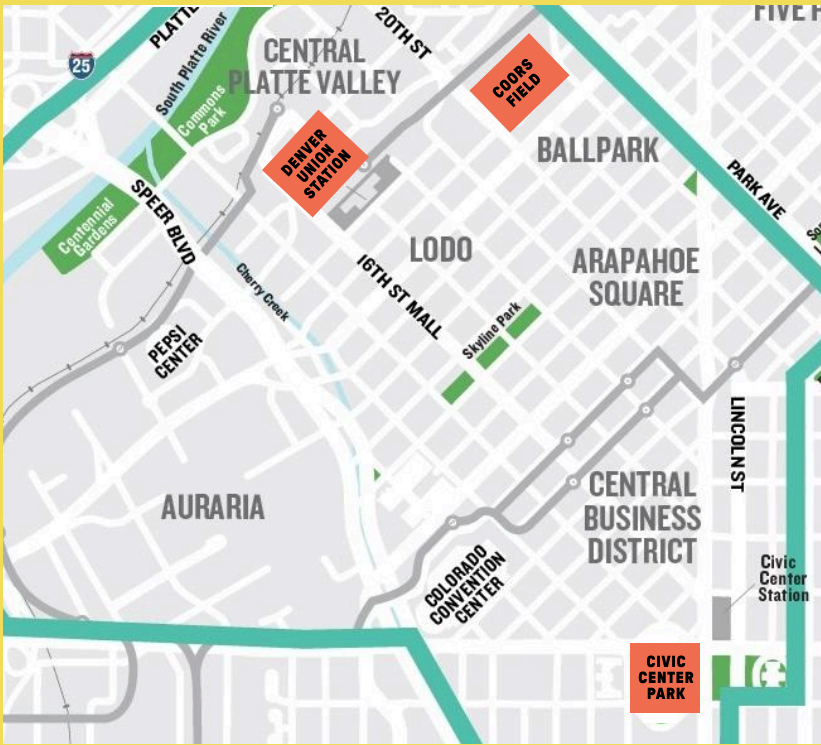 PLATTE
20TH ST
FIVE
25
South Platte River
CENTRAL
PLATTE VALLEY
COORS
FIELD
Commons
Park
DENVER
UNION
STATION
BALLPARK
PARK AVE
SPEER BLVD
Centennial
Gardens
LODO
ARAPAHOE
SQUARE
16TH ST MALL
Cherry Creek
Skyline Park
PEPSI
CENTER
LINCOLN ST
AURARIA
CENTRAL
BUSINESS
DISTRICT
COLORADO
CONVENTION
CENTER
Civic
Center
Station
CIVIC
CENTER
PARK